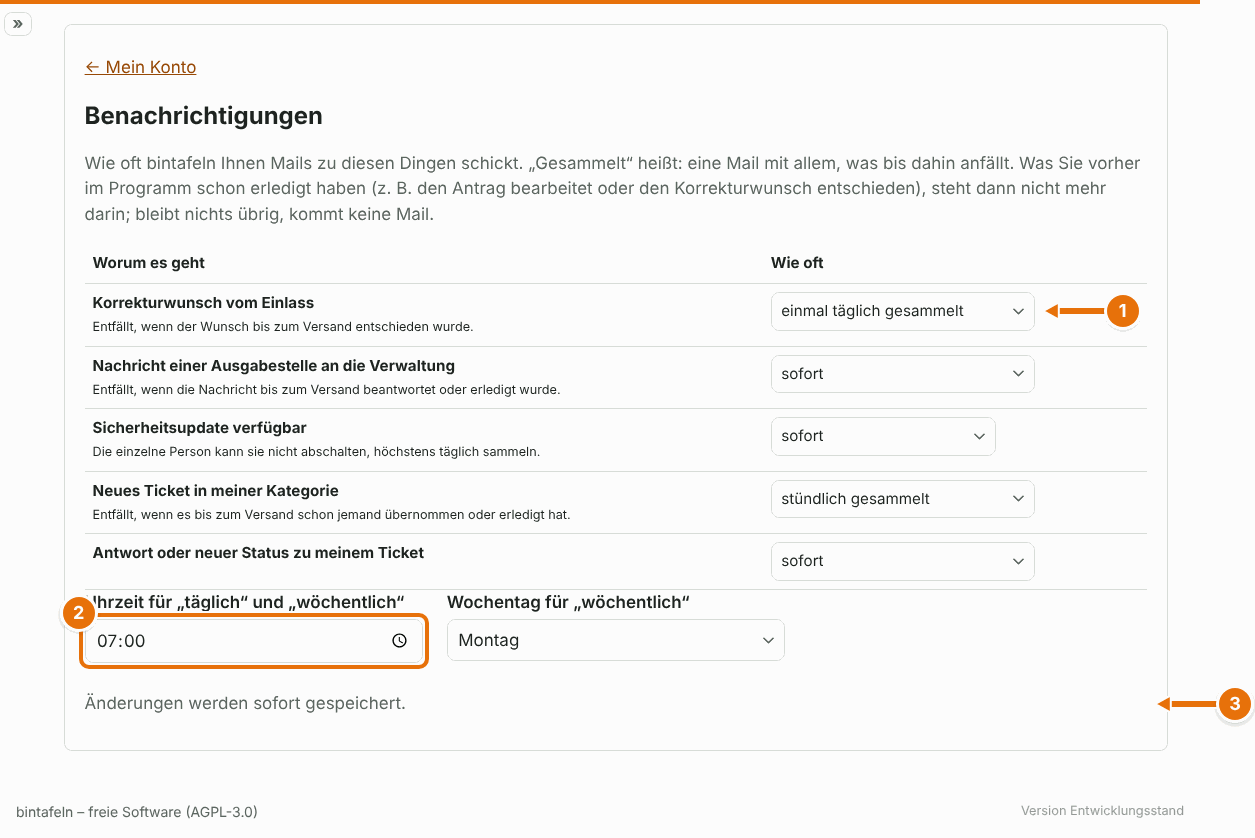 »
← Mein Konto
Benachrichtigungen
Wie oft bintafeln Ihnen Mails zu diesen Dingen schickt. „Gesammelt“ heißt: eine Mail mit allem, was bis dahin anfällt. Was Sie vorher
im Programm schon erledigt haben (z. B. den Antrag bearbeitet oder den Korrekturwunsch entschieden), steht dann nicht mehr
darin; bleibt nichts übrig, kommt keine Mail.
Worum es geht Wie oft
Korrekturwunsch vom Einlass
Entfällt, wenn der Wunsch bis zum Versand entschieden wurde.
einmal täglich gesammelt
1
Nachricht einer Ausgabestelle an die Verwaltung
Entfällt, wenn die Nachricht bis zum Versand beantwortet oder erledigt wurde.
sofort
Sicherheitsupdate verfügbar
Die einzelne Person kann sie nicht abschalten, höchstens täglich sammeln.
sofort
Neues Ticket in meiner Kategorie
Entfällt, wenn es bis zum Versand schon jemand übernommen oder erledigt hat.
stündlich gesammelt
Antwort oder neuer Status zu meinem Ticket
sofort
2
Uhrzeit für „täglich“ und „wöchentlich“
07:00
Wochentag für „wöchentlich“
Montag
Änderungen werden sofort gespeichert.
3
bintafeln – freie Software (AGPL-3.0)
Version Entwicklungsstand